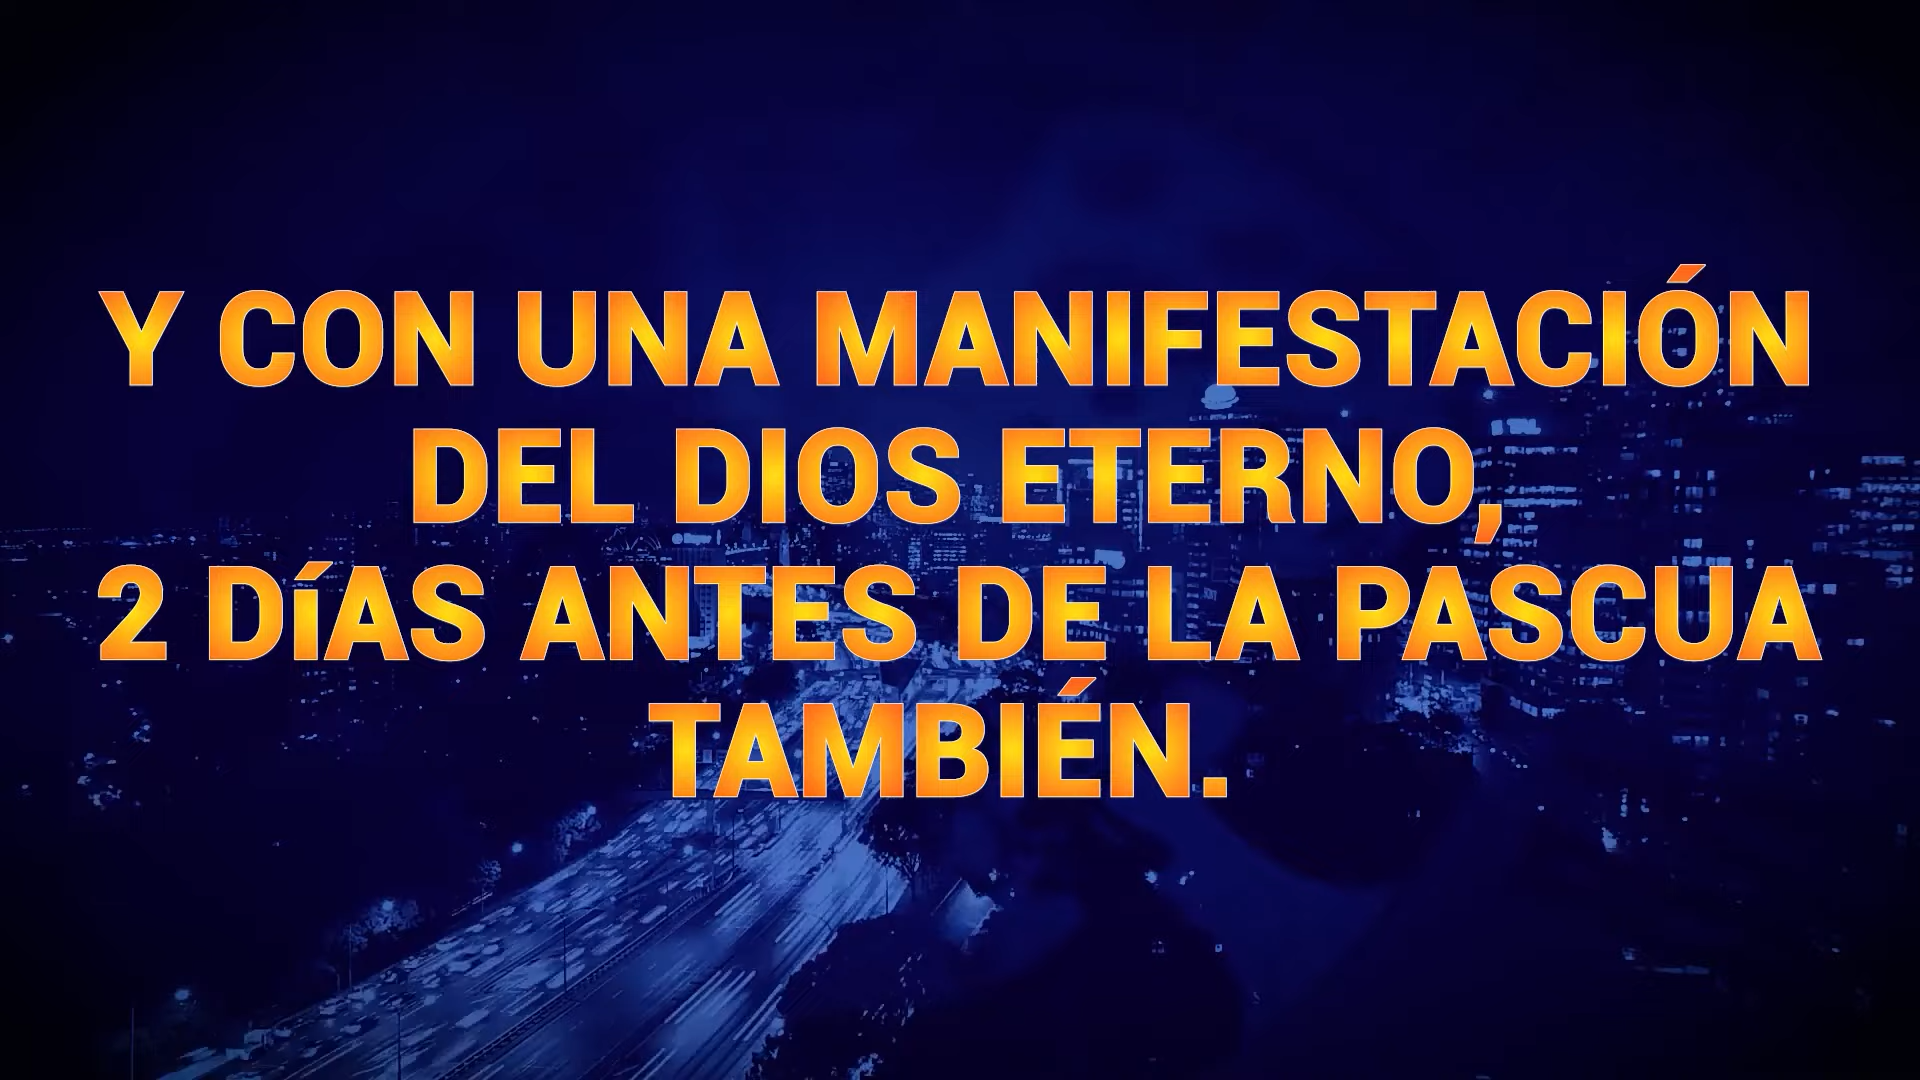 Y CON UNA MANIFESTACIÓN
DEL DIOS ETERNO,
2 DíAS ANTES DE LA PASCUA
TAMBIÉN.